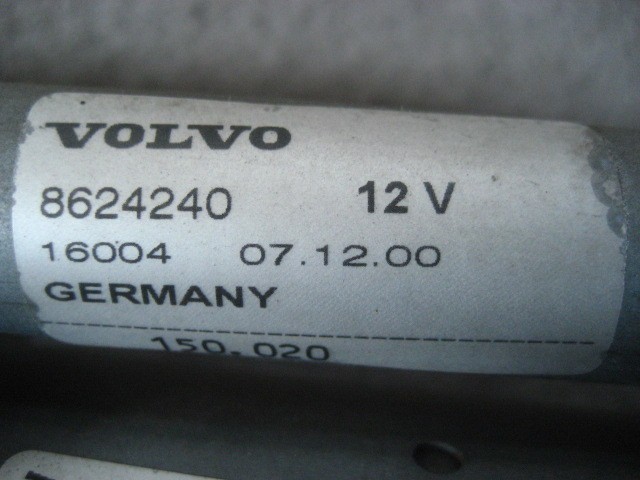 VOLVO
8624240 12 V
16004 07.12.00
GERMANY
150.020